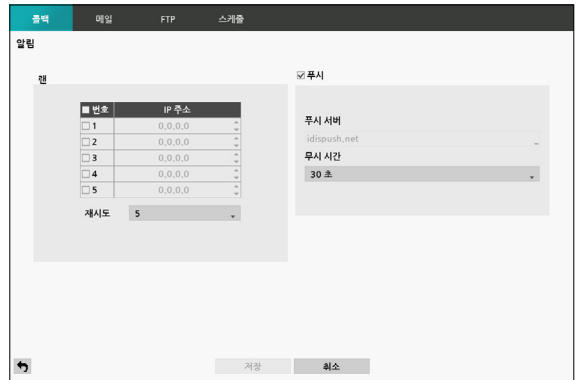 콜백 메일 FTP 스케줄
알림
랜
번호 IP 주소
1 0.0.0.0
2 0.0.0.0
3 0.0.0.0
4 0.0.0.0
5 0.0.0.0
재시도 5
푸시
푸시 서버
idispush.net
무시 시간
30 초
저장 취소